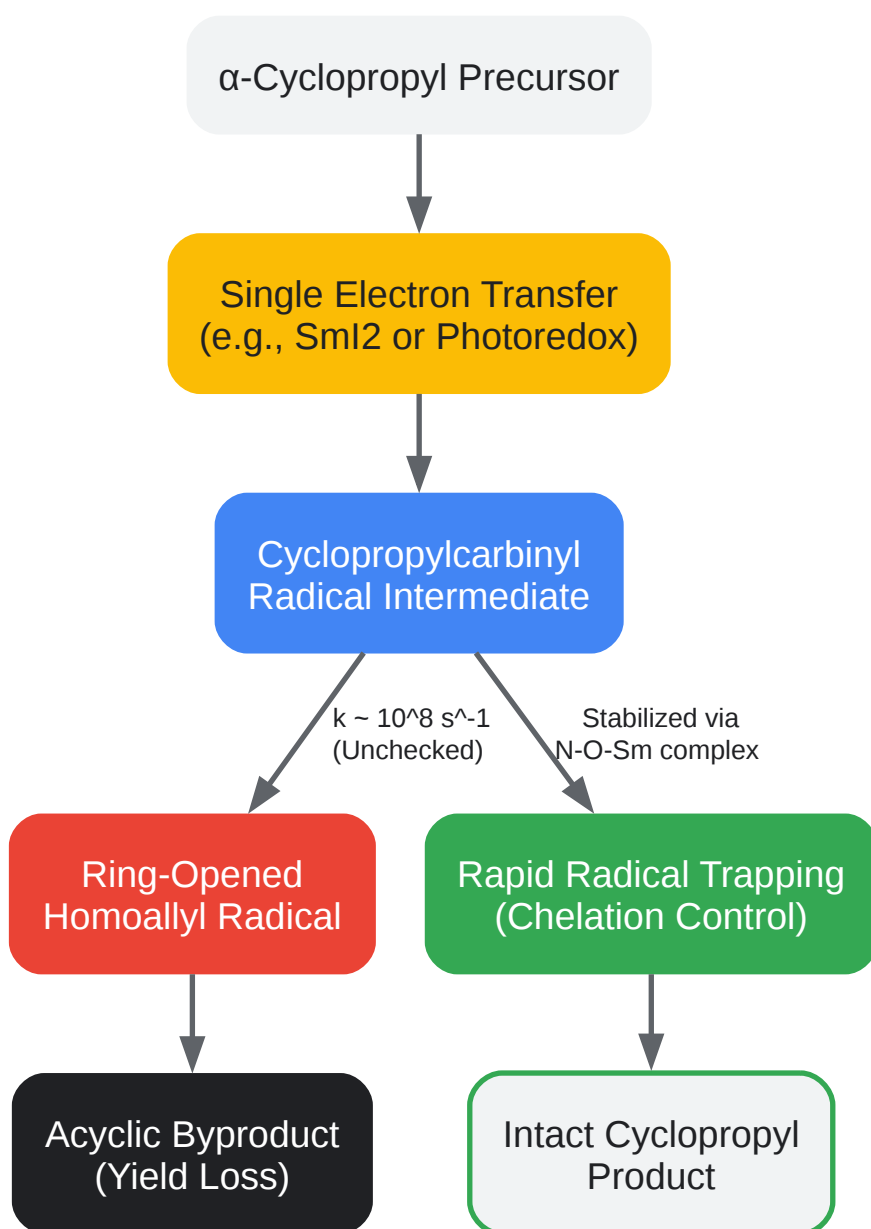 α-Cyclopropyl Precursor
Single Electron Transfer
(e.g., SmI2 or Photoredox)
Cyclopropylcarbinyl
Radical Intermediate
k ~ 10^8 s^-1
(Unchecked)
Stabilized via
N-O-Sm complex
Ring-Opened
Homoallyl Radical
Rapid Radical Trapping
(Chelation Control)
Acyclic Byproduct
(Yield Loss)
Intact Cyclopropyl
Product